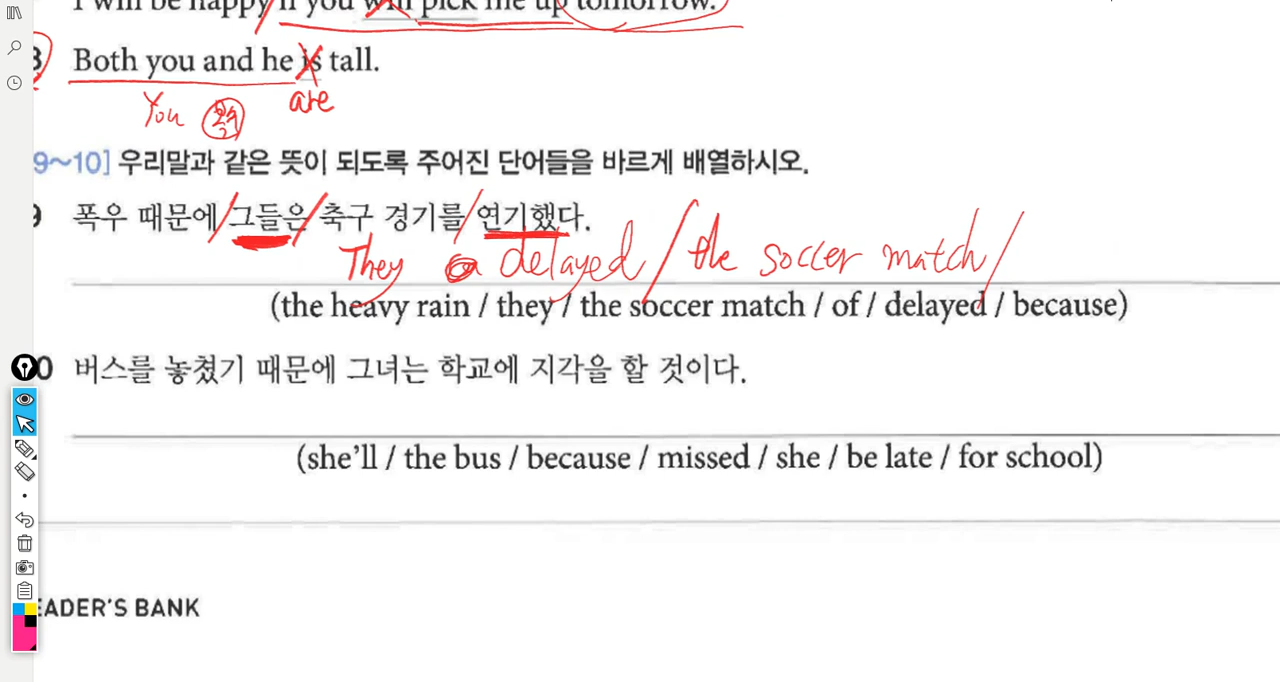 I will be happy if you will pick me up tomorrow.
Both you and he is tall.
You 복수 are
9~10] 우리말과 같은 뜻이 되도록 주어진 단어들을 바르게 배열하시오.
9 폭우 때문에/그들은/축구 경기를/연기했다.
They delayed/the soccer match/
(the heavy rain / they / the soccer match / of / delayed / because)
0 버스를 놓쳤기 때문에 그녀는 학교에 지각을 할 것이다.
(she'll / the bus / because / missed / she / be late / for school)
EADER'S BANK